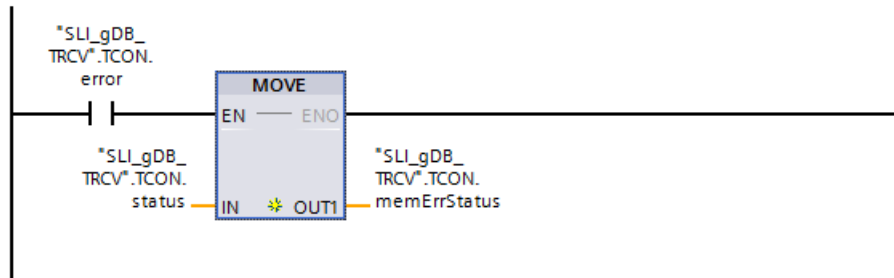 "SLI_gDB_
TRCV".TCON.
error
MOVE
EN
ENO
"SLI_gDB_
TRCV".TCON.
status
IN
OUT1
"SLI_gDB_
TRCV".TCON.
memErrStatus